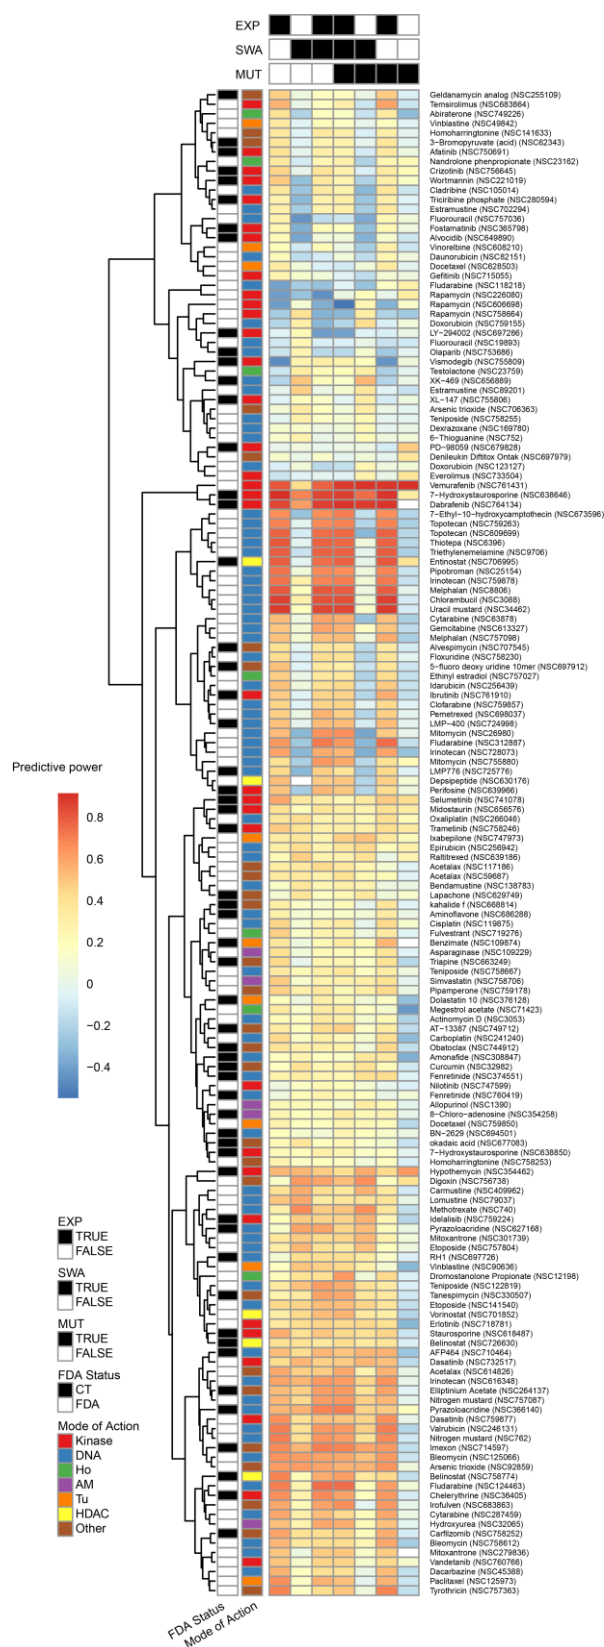 EXP
SWA
MUT
Geldanamycin analog (NSC255109)
Temsirolimus (NSC683864)
Abiraterone (NSC749226)
Vinblastine (NSC49842)
Homoharringtonine (NSC141633)
3-Bromopyruvate (acid) (NSC62343)
Afatinib (NSC750691)
Nandrolone phenpropionate (NSC23162)
Crizotinib (NSC756645)
Wortmannin (NSC221019)
Cladribine (NSC105014)
Triciribine phosphate (NSC280594)
Estramustine (NSC702294)
Fluorouracil (NSC757036)
Fostamatinib (NSC365798)
Alvocidib (NSC649890)
Vinorelbine (NSC608210)
Daunorubicin (NSC82151)
Docetaxel (NSC628503)
Gefitinib (NSC715055)
Fludarabine (NSC118218)
Rapamycin (NSC226080)
Rapamycin (NSC606698)
Rapamycin (NSC758664)
Doxorubicin (NSC759155)
LY-294002 (NSC697286)
Fluorouracil (NSC19893)
Olaparib (NSC753686)
Vismodegib (NSC755809)
Testolactone (NSC23759)
XK-469 (NSC656889)
Estramustine (NSC89201)
XL-147 (NSC755806)
Arsenic trioxide (NSC706363)
Teniposide (NSC758255)
Dexrazoxane (NSC169780)
6-Thioguanine (NSC752)
PD-98059 (NSC679828)
Denileukin Diftitox Ontak (NSC697979)
Doxorubicin (NSC123127)
Everolimus (NSC733504)
Vemurafenib (NSC761431)
7-Hydroxystaurosporine (NSC638646)
Dabrafenib (NSC764134)
7-Ethyl-10-hydroxycamptothecin (NSC673596)
Topotecan (NSC759263)
Topotecan (NSC609699)
Thiotepa (NSC6396)
Triethylenemelamine (NSC9706)
Entinostat (NSC706995)
Pipobroman (NSC25154)
Irinotecan (NSC759878)
Melphalan (NSC8806)
Chlorambucil (NSC3088)
Uracil mustard (NSC34462)
Cytarabine (NSC63878)
Gemcitabine (NSC613327)
Melphalan (NSC757098)
Alvespimycin (NSC707545)
Floxuridine (NSC758230)
5-fluoro deoxy uridine 10mer (NSC697912)
Ethinyl estradiol (NSC757027)
Idarubicin (NSC256439)
Ibrutinib (NSC761910)
Clofarabine (NSC759857)
Pemetrexed (NSC698037)
LMP-400 (NSC724998)
Mitomycin (NSC26980)
Fludarabine (NSC312887)
Irinotecan (NSC728073)
Mitomycin (NSC755880)
LMP776 (NSC725776)
Depsipeptide (NSC630176)
Perifosine (NSC639966)
Selumetinib (NSC741078)
Midostaurin (NSC656576)
Oxaliplatin (NSC266046)
Trametinib (NSC758246)
Ixabepilone (NSC747973)
Epirubicin (NSC256942)
Raltitrexed (NSC639186)
Acetalax (NSC117186)
Acetalax (NSC59687)
Bendamustine (NSC138783)
Lapachone (NSC629749)
kahalide f (NSC668814)
Aminoflavone (NSC686288)
Cisplatin (NSC119875)
Fulvestrant (NSC719276)
Benzimate (NSC109874)
Asparaginase (NSC109229)
Triapine (NSC663249)
Teniposide (NSC758667)
Simvastatin (NSC758706)
Pipamperone (NSC759178)
Dolastatin 10 (NSC376128)
Megestrol acetate (NSC71423)
Actinomycin D (NSC3053)
AT-13387 (NSC749712)
Carboplatin (NSC241240)
Obatoclax (NSC744912)
Amonafide (NSC308847)
Curcumin (NSC32982)
Fenretinide (NSC374551)
Nilotinib (NSC747599)
Fenretinide (NSC760419)
Allopurinol (NSC1390)
8-Chloro-adenosine (NSC354258)
Docetaxel (NSC759850)
BN-2629 (NSC694501)
okadaic acid (NSC677083)
7-Hydroxystaurosporine (NSC638850)
Homoharringtonine (NSC758253)
Hypothemycin (NSC354462)
Digoxin (NSC756738)
Carmustine (NSC409962)
Lomustine (NSC79037)
Methotrexate (NSC740)
Idelalisib (NSC759224)
Pyrazoloacridine (NSC627168)
Mitoxantrone (NSC301739)
Etoposide (NSC757804)
RH1 (NSC697726)
Vinblastine (NSC90636)
Dromostanolone Propionate (NSC12198)
Teniposide (NSC122819)
Tanespimycin (NSC330507)
Etoposide (NSC141540)
Vorinostat (NSC701852)
Erlotinib (NSC718781)
Staurosporine (NSC618487)
Belinostat (NSC726630)
AFP464 (NSC710464)
Dasatinib (NSC732517)
Acetalax (NSC614826)
Irinotecan (NSC616348)
Elliptinium Acetate (NSC264137)
Nitrogen mustard (NSC757087)
Pyrazoloacridine (NSC366140)
Dasatinib (NSC759877)
Valrubicin (NSC246131)
Nitrogen mustard (NSC762)
Imexon (NSC714597)
Bleomycin (NSC125066)
Arsenic trioxide (NSC92859)
Belinostat (NSC758774)
Fludarabine (NSC124463)
Chelerythrine (NSC36405)
Irofulven (NSC683863)
Cytarabine (NSC287459)
Hydroxyurea (NSC32065)
Carfilzomib (NSC758252)
Bleomycin (NSC758612)
Mitoxantrone (NSC279836)
Vandetanib (NSC760766)
Dacarbazine (NSC45388)
Paclitaxel (NSC125973)
Tyrothricin (NSC757363)
Predictive power
0.8
0.6
0.4
0.2
0
−0.2
−0.4
EXP
TRUE
FALSE
SWA
TRUE
FALSE
MUT
TRUE
FALSE
FDA Status
CT
FDA
Mode of Action
Kinase
DNA
Ho
AM
Tu
HDAC
Other
FDA Status
Mode of Action